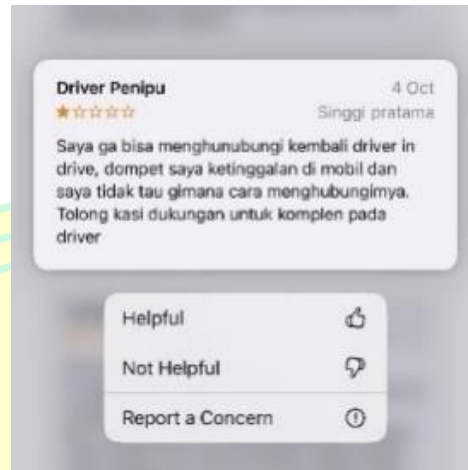 Driver Penipu
4 Oct
Singgi pratama
Saya ga bisa menghunubungi kembali driver in
drive, dompet saya ketinggalan di mobil dan
saya tidak tau gimana cara menghubungimya.
Tolong kasi dukungan untuk komplen pada
driver
Helpful
Not Helpful
Report a Concern